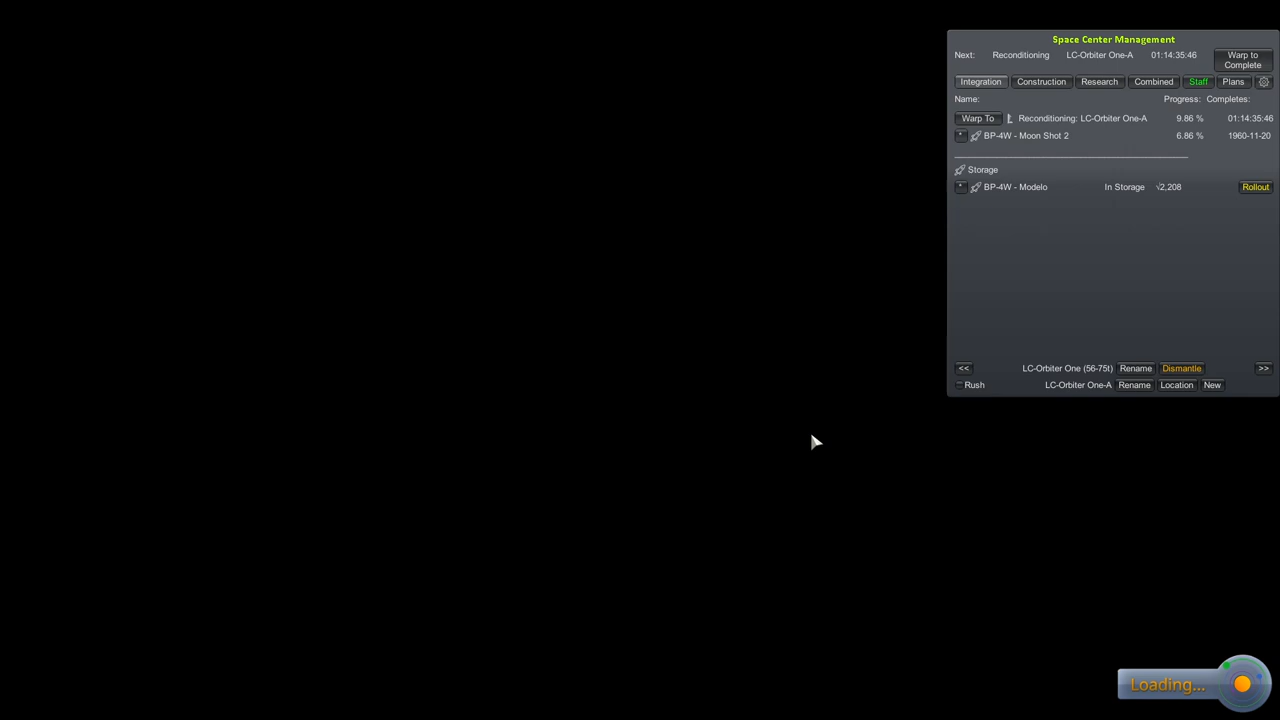 Space Center Management
Next: Reconditioning LC-Orbiter One-A 01:14:35:46 Warp to Complete
Integration Construction Research Combined Staff Plans
Name: Progress: Completes:
Warp To Reconditioning: LC-Orbiter One-A 9.86 % 01:14:35:46
* BP-4W - Moon Shot 2 6.86 % 1960-11-20
Storage
* BP-4W - Modelo In Storage √2,208 Rollout
<< LC-Orbiter One (56-75t) Rename Dismantle >>
Rush LC-Orbiter One-A Rename Location New
Loading...